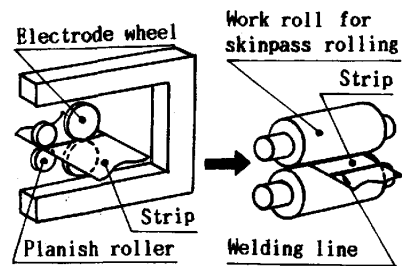 Electrode wheel
Strip
Planish roller
Work roll for
skinpass rolling
Strip
Welding line